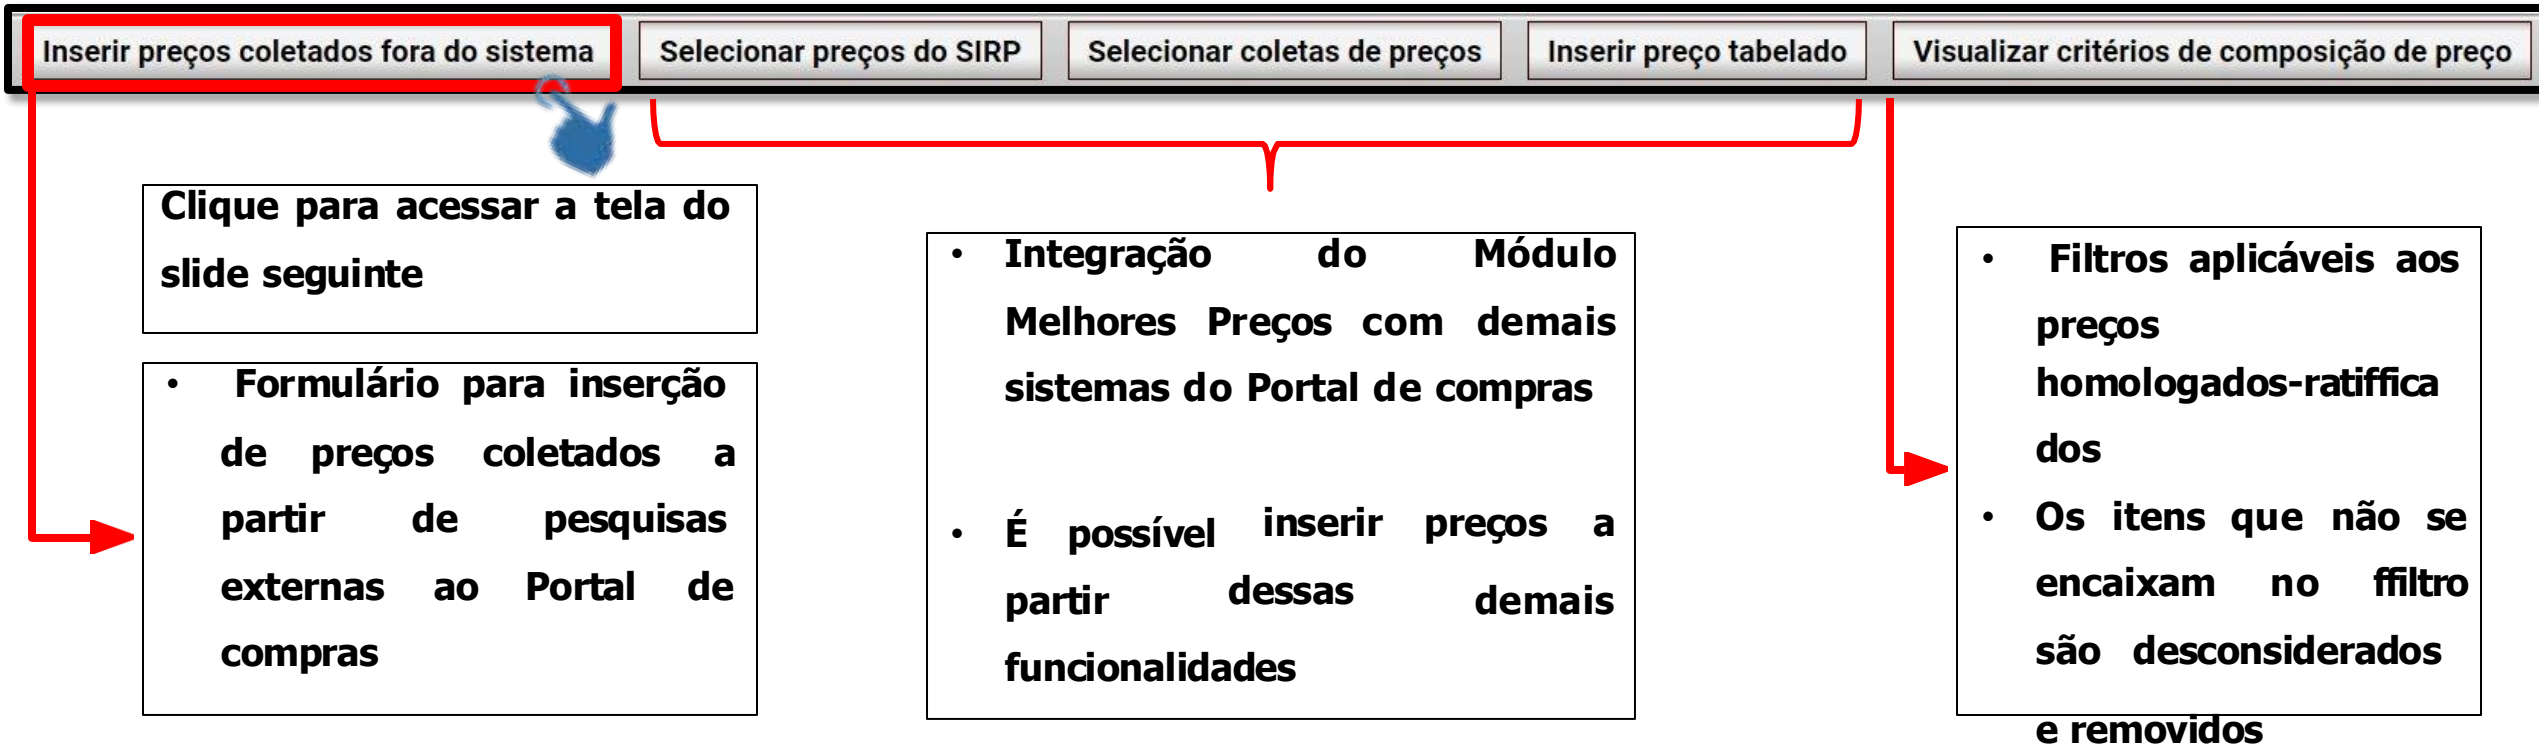 Inserir preços coletados fora do sistema
Selecionar preços do SIRP
Selecionar coletas de preços
Inserir preço tabelado
Visualizar critérios de composição de preço
Clique para acessar a tela do
slide seguinte
• Formulário para inserção
de preços coletados a
partir de pesquisas
externas ao Portal de
compras
• Integração do Módulo
Melhores Preços com demais
sistemas do Portal de compras
• É possível inserir preços a
partir dessas demais
funcionalidades
• Filtros aplicáveis aos
preços
homologados-ratiffica
dos
• Os itens que não se
encaixam no ffiltro
são desconsiderados
e removidos